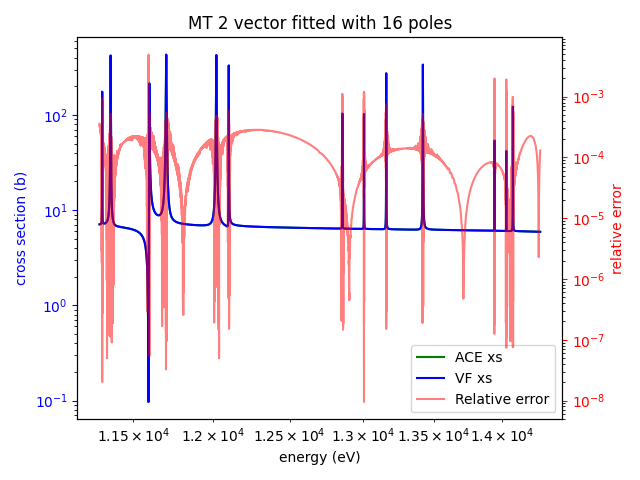 MT 2 vector fitted with 16 poles
cross section (b)
10²
10¹
10⁰
10⁻¹
10⁻³
10⁻⁴
10⁻⁵
10⁻⁶
10⁻⁷
10⁻⁸
relative error
ACE xs
VF xs
Relative error
1.15×10⁴ 1.2×10⁴ 1.25×10⁴ 1.3×10⁴ 1.35×10⁴ 1.4×10⁴
energy (eV)